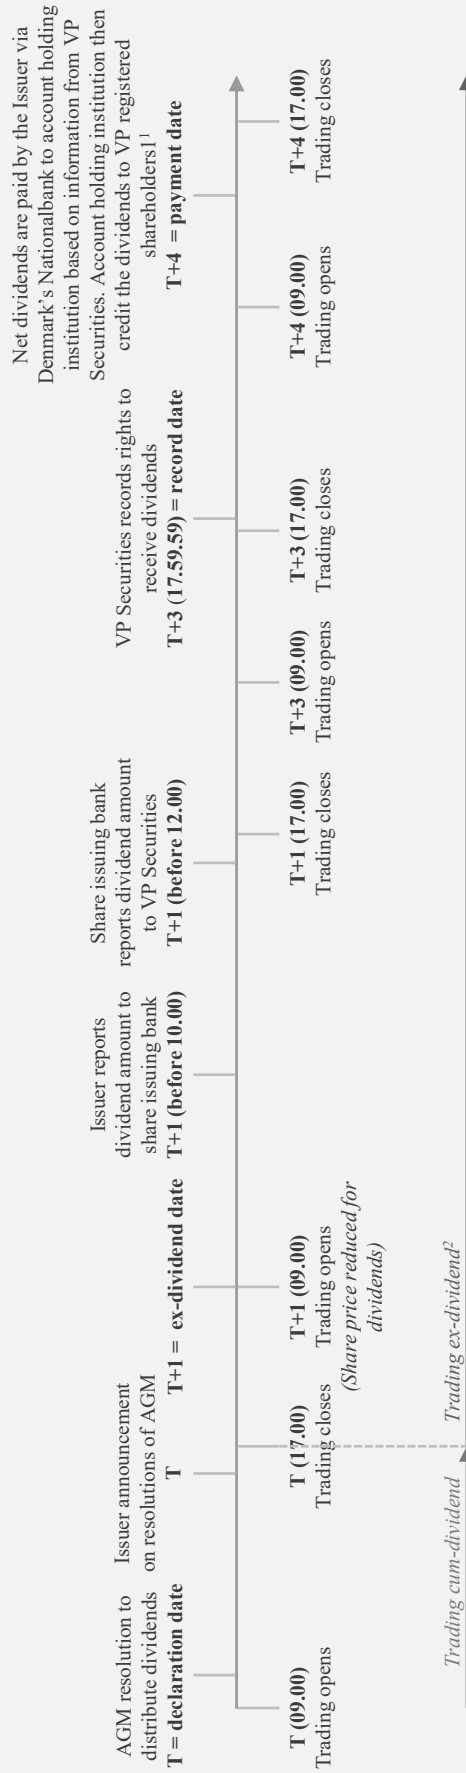 AGM resolution to
distribute dividends
T = declaration date
Issuer announcement
on resolutions of AGM
T
T+1 = ex-dividend date
Issuer reports
dividend amount to
share issuing bank
T+1 (before 10.00)
Share issuing bank
reports dividend amount
to VP Securities
T+1 (before 12.00)
VP Securities records rights to
receive dividends
T+3 (17.59.59) = record date
Net dividends are paid by the Issuer via
Denmark's Nationalbank to account holding
institution based on information from VP
Securities. Account holding institution then
credit the dividends to VP registered
shareholders1¹
T+4 = payment date
T (09.00)
Trading opens
T (17.00)
Trading closes
T+1 (09.00)
Trading opens
(Share price reduced for
dividends)
T+1 (17.00)
Trading closes
T+3 (09.00)
Trading opens
T+3 (17.00)
Trading closes
T+4 (09.00)
Trading opens
T+4 (17.00)
Trading closes
Trading cum-dividend
Trading ex-dividend²